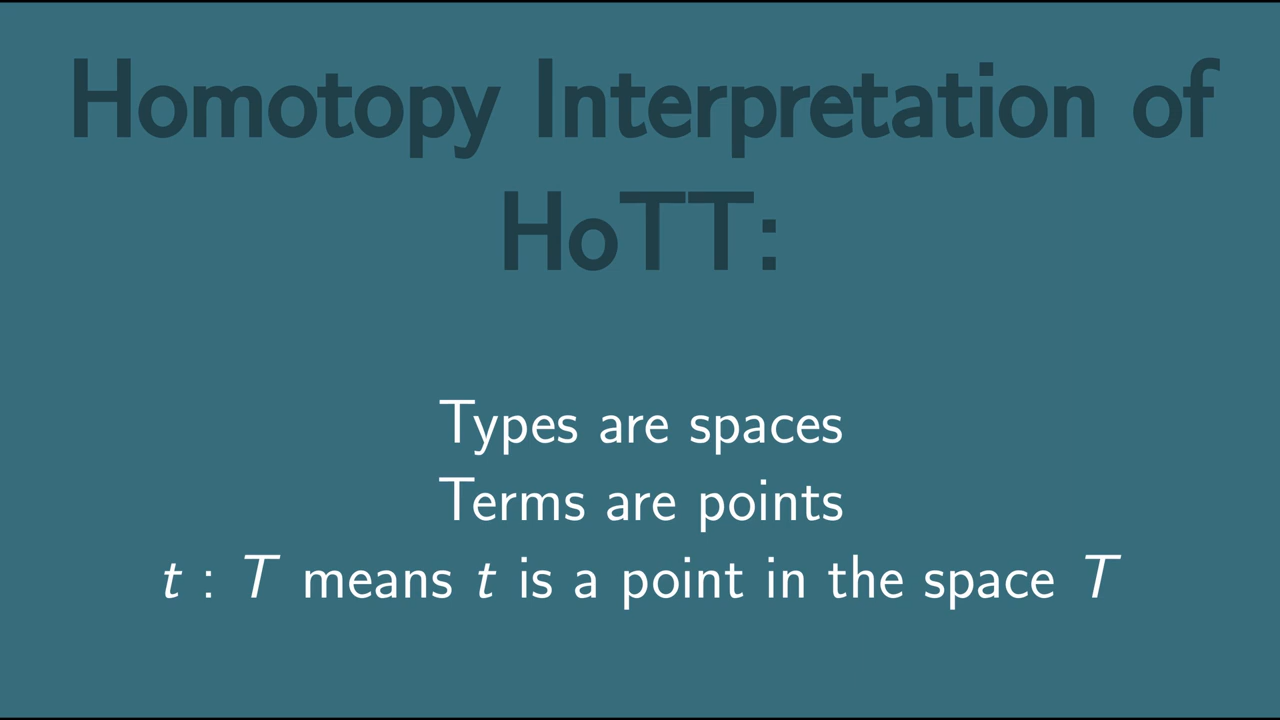 Homotopy Interpretation of
HoTT:
Types are spaces
Terms are points
t : T means t is a point in the space T